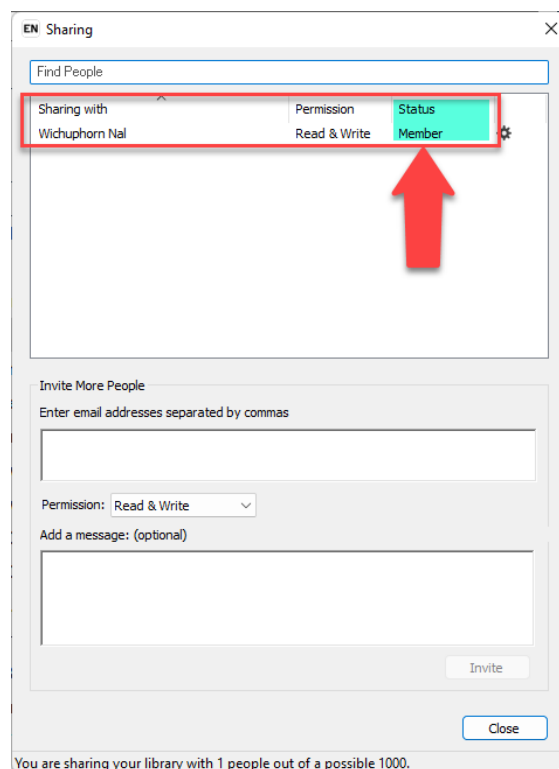 EN Sharing
Find People
Sharing with Permission Status
Wichuphorn Nal Read & Write Member
Invite More People
Enter email addresses separated by commas
Permission: Read & Write
Add a message: (optional)
Invite
Close
You are sharing your library with 1 people out of a possible 1000.